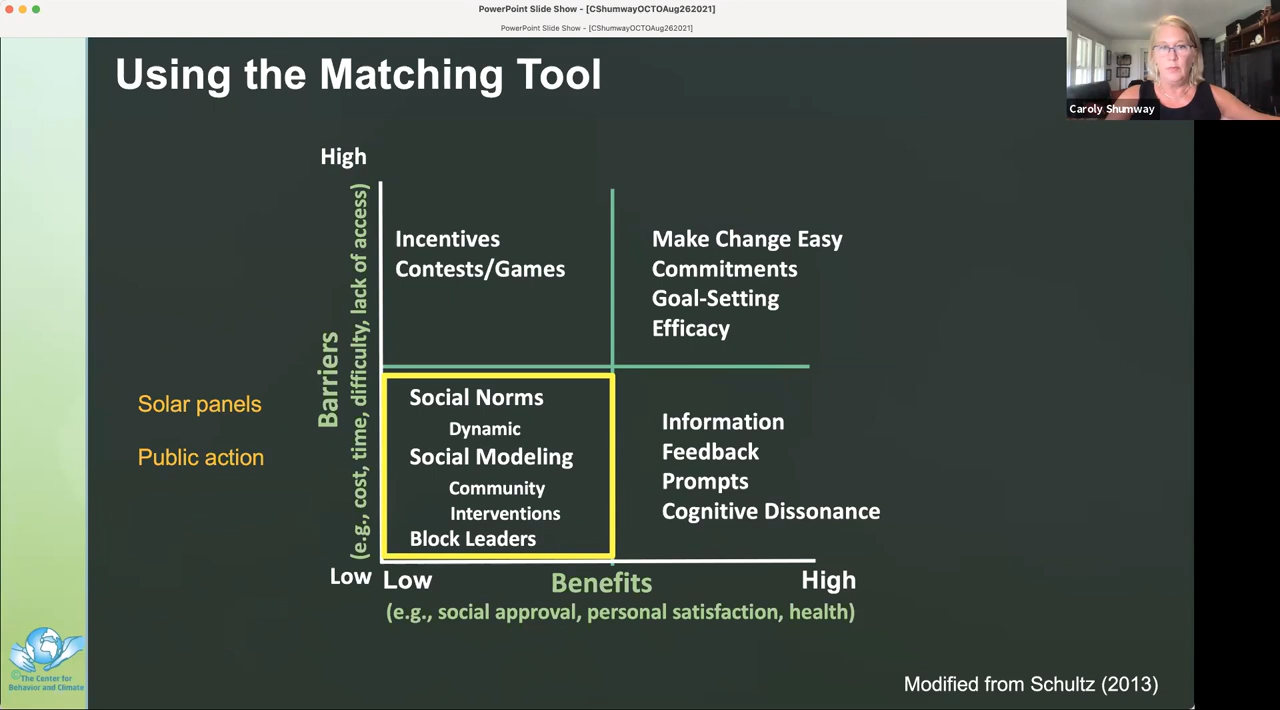 PowerPoint Slide Show - [CShumwayOCTOAug262021]
PowerPoint Slide Show - [CShumwayOCTOAug262021]
Caroly Shumway
Using the Matching Tool
High
Barriers
(e.g., cost, time, difficulty, lack of access)
Incentives
Contests/Games
Make Change Easy
Commitments
Goal-Setting
Efficacy
Solar panels
Public action
Social Norms
Dynamic
Social Modeling
Community
Interventions
Block Leaders
Information
Feedback
Prompts
Cognitive Dissonance
Low
Low
Benefits
High
(e.g., social approval, personal satisfaction, health)
©The Center for
Behavior and Climate
Modified from Schultz (2013)